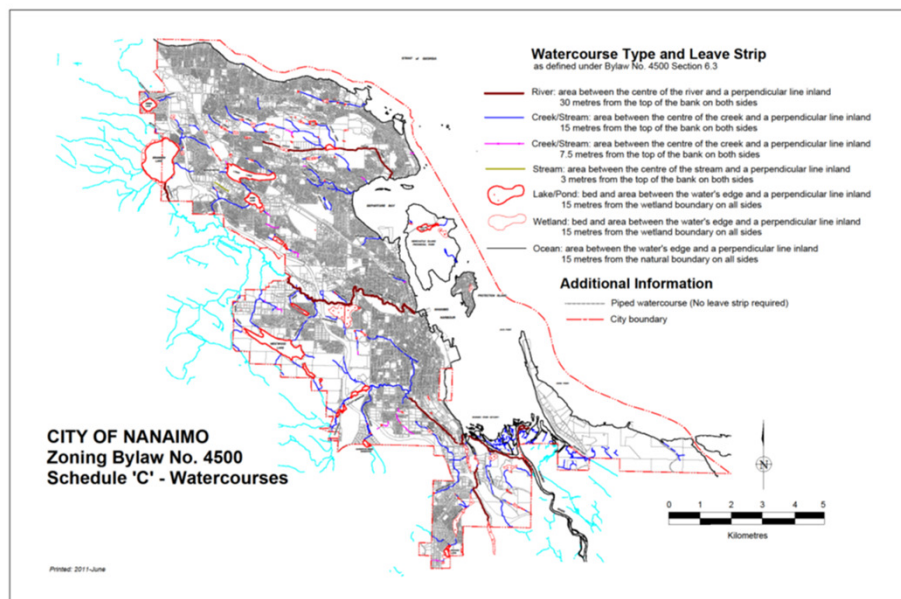 STRAIT OF GEORGIA
Watercourse Type and Leave Strip
as defined under Bylaw No. 4500 Section 6.3
River: area between the centre of the river and a perpendicular line inland
30 metres from the top of the bank on both sides
Creek/Stream: area between the centre of the creek and a perpendicular line inland
15 metres from the top of the bank on both sides
Creek/Stream: area between the centre of the creek and a perpendicular line inland
7.5 metres from the top of the bank on both sides
Stream: area between the centre of the stream and a perpendicular line inland
3 metres from the top of the bank on both sides
Lake/Pond: bed and area between the water's edge and a perpendicular line inland
15 metres from the wetland boundary on all sides
Wetland: bed and area between the water's edge and a perpendicular line inland
15 metres from the wetland boundary on all sides
Ocean: area between the water's edge and a perpendicular line inland
15 metres from the natural boundary on all sides
Additional Information
Piped watercourse (No leave strip required)
City boundary
DEPARTURE BAY
PROTECTION ISLAND
NANAIMO
HARBOUR
CITY OF NANAIMO
Zoning Bylaw No. 4500
Schedule 'C' - Watercourses
N
0 1 2 3 4 5
Kilometres
Printed: 2011-June